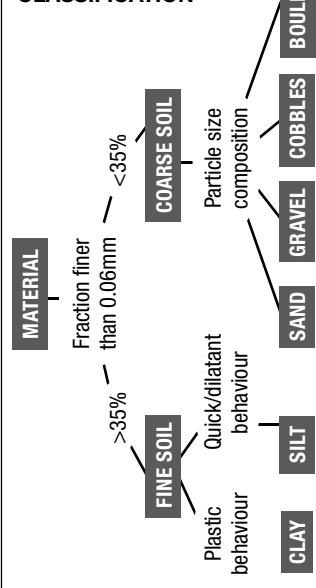 CLASSIFICATION
MATERIAL
Fraction finer
than 0.06mm
>35%
<35%
FINE SOIL
COARSE SOIL
Plastic
behaviour
Quick/dilatant
behaviour
Particle size
composition
CLAY
SILT
SAND
GRAVEL
COBBLES